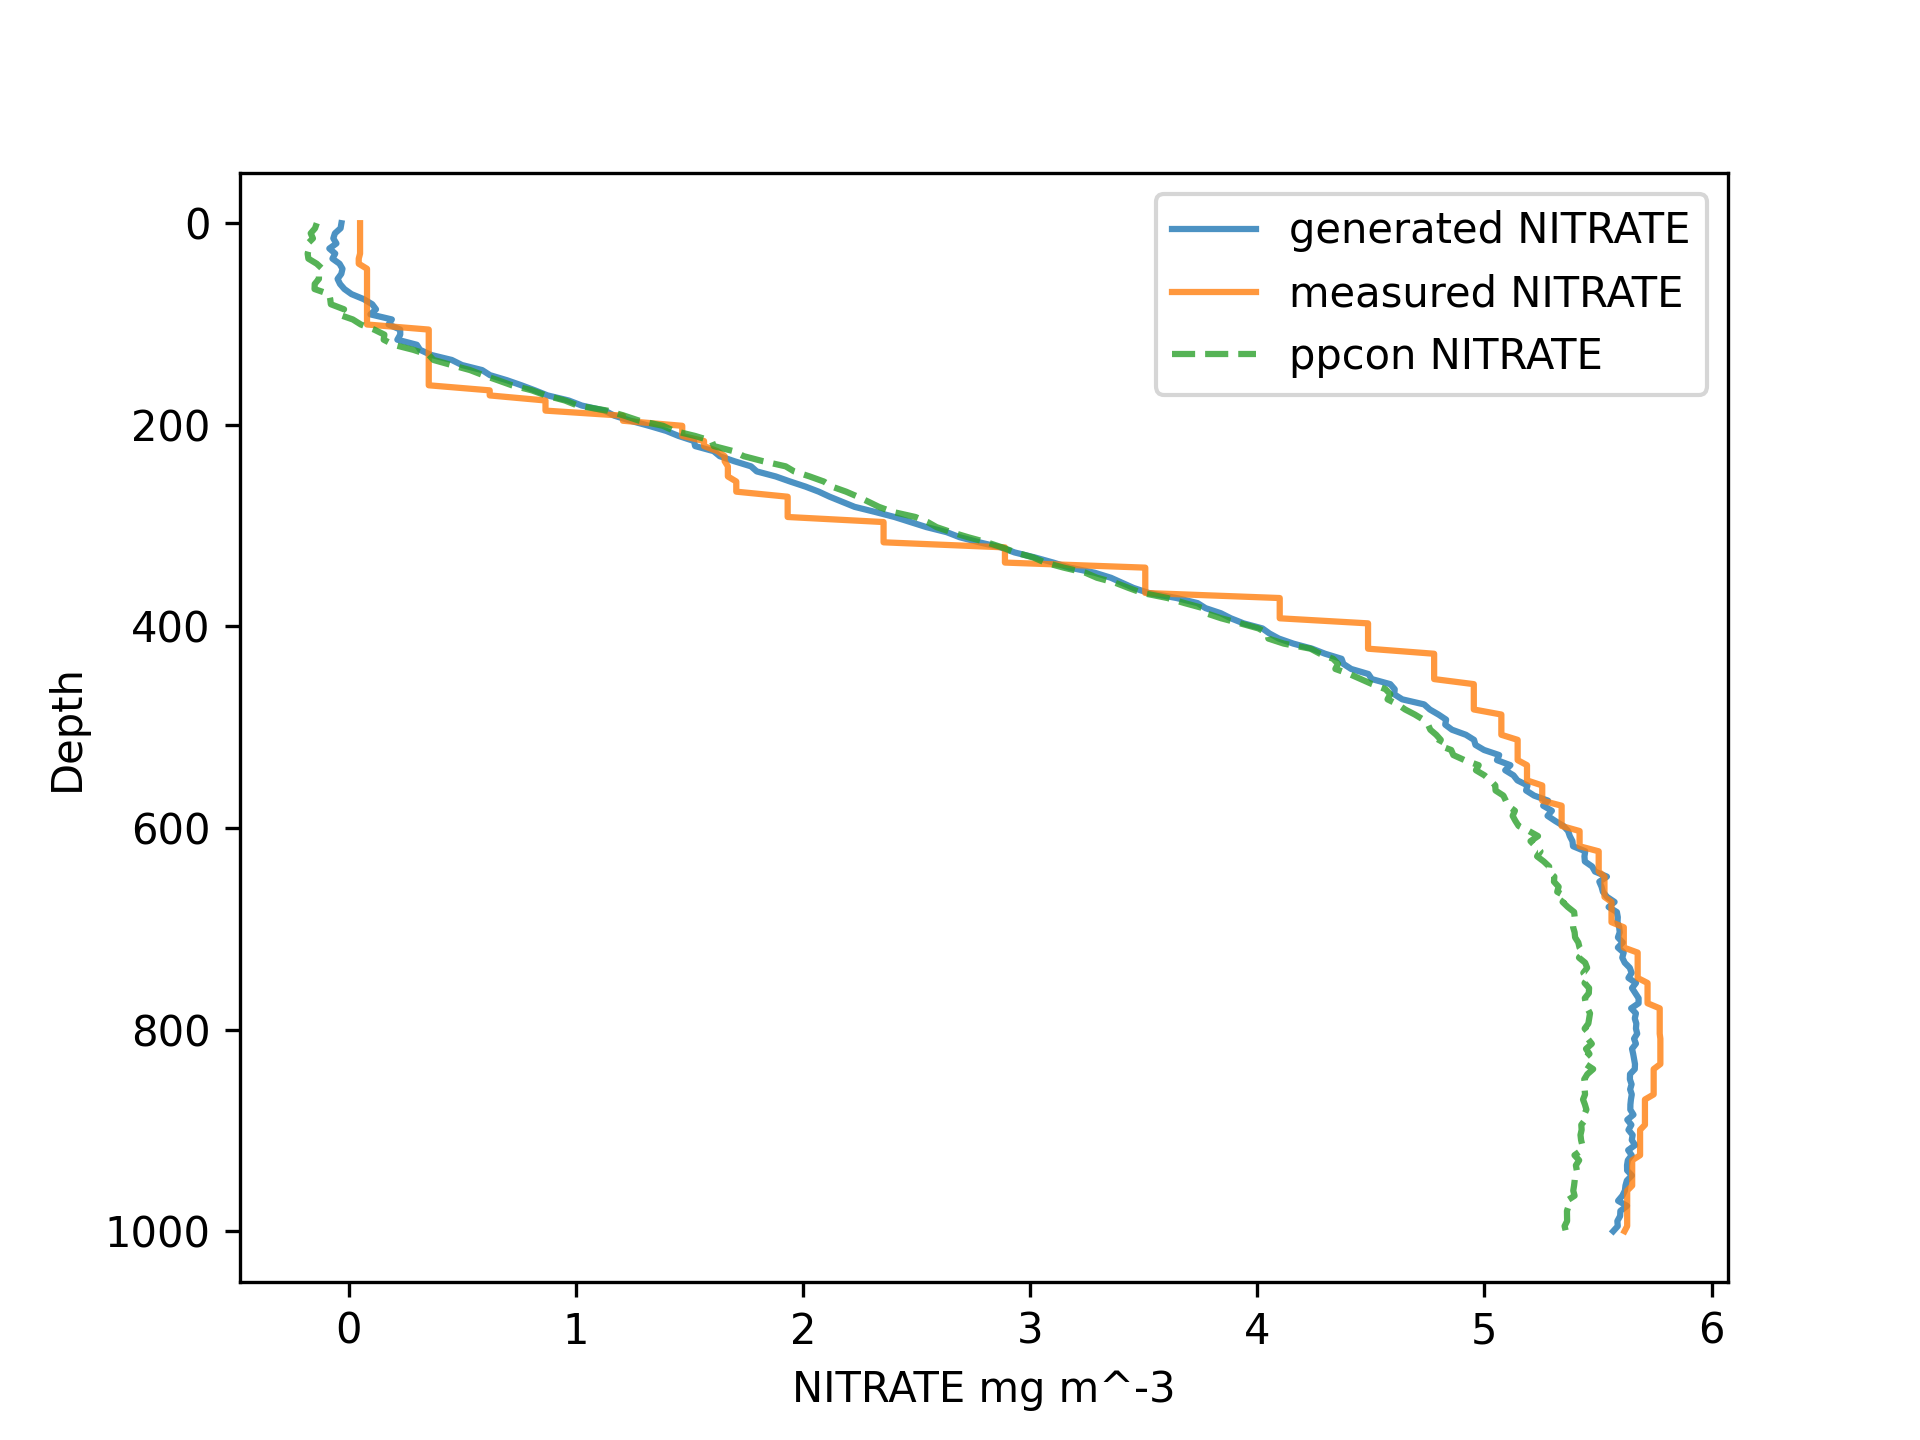 generated NITRATE
measured NITRATE
ppcon NITRATE
0
200
400
600
800
1000
Depth
0 1 2 3 4 5 6
NITRATE mg m^-3